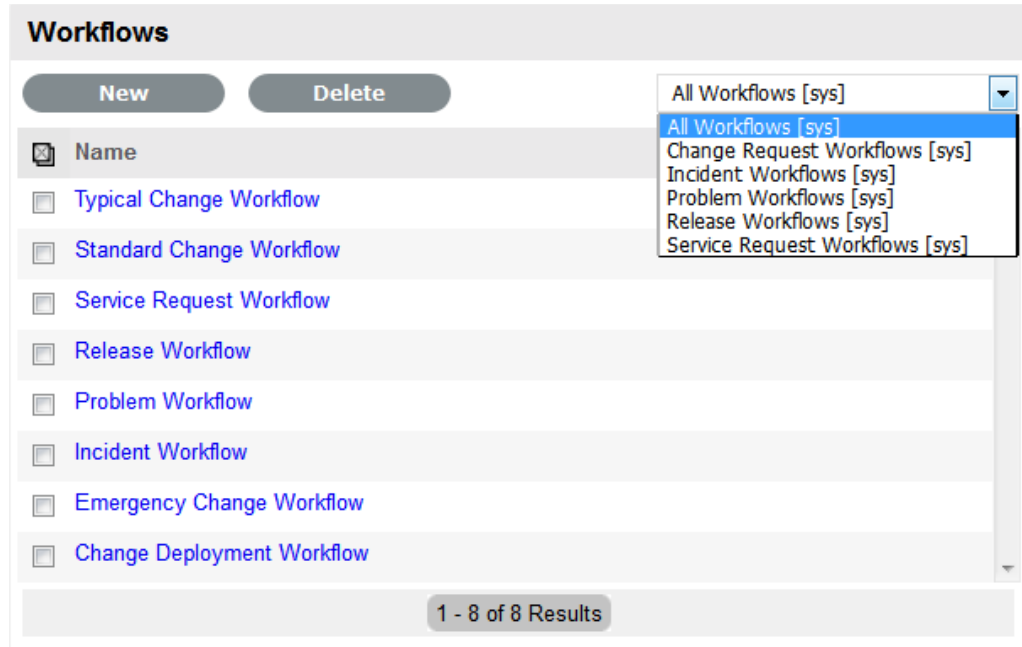 Workflows
New Delete All Workflows [sys]
All Workflows [sys]
Change Request Workflows [sys]
Incident Workflows [sys]
Problem Workflows [sys]
Release Workflows [sys]
Service Request Workflows [sys]
Name
Typical Change Workflow
Standard Change Workflow
Service Request Workflow
Release Workflow
Problem Workflow
Incident Workflow
Emergency Change Workflow
Change Deployment Workflow
1 - 8 of 8 Results